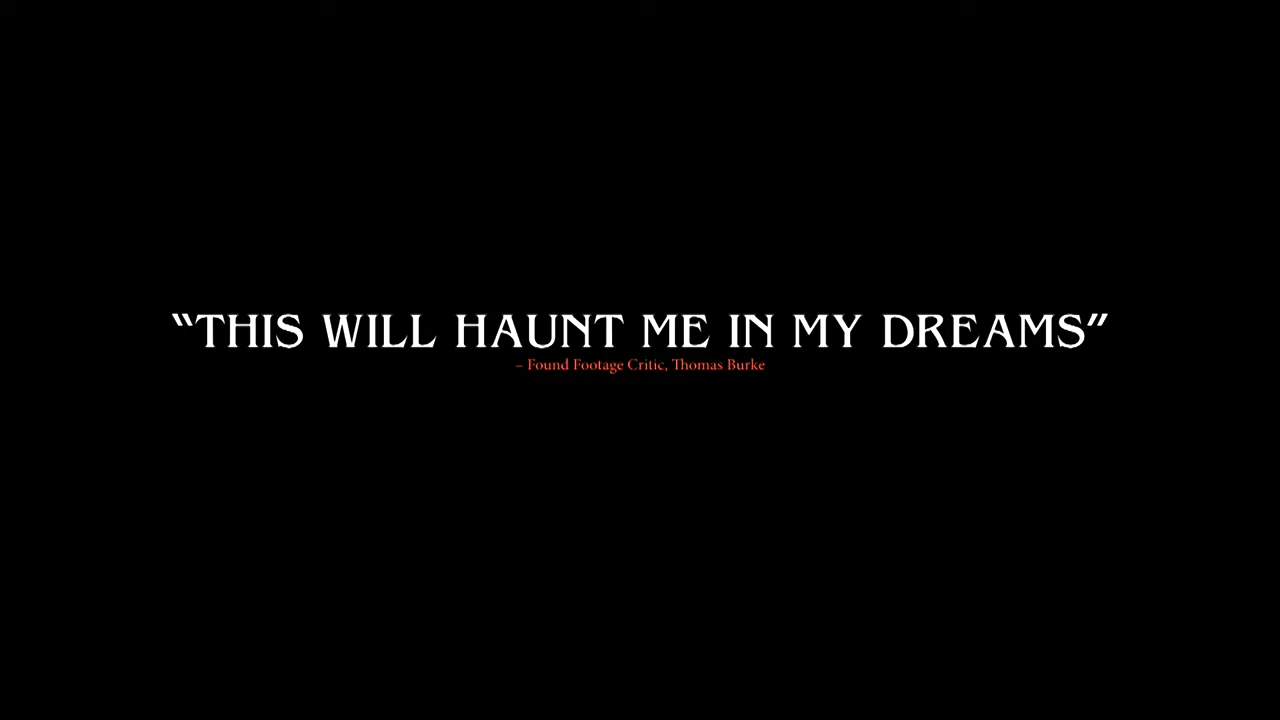 “THIS WILL HAUNT ME IN MY DREAMS”
– Found Footage Critic, Thomas Burke